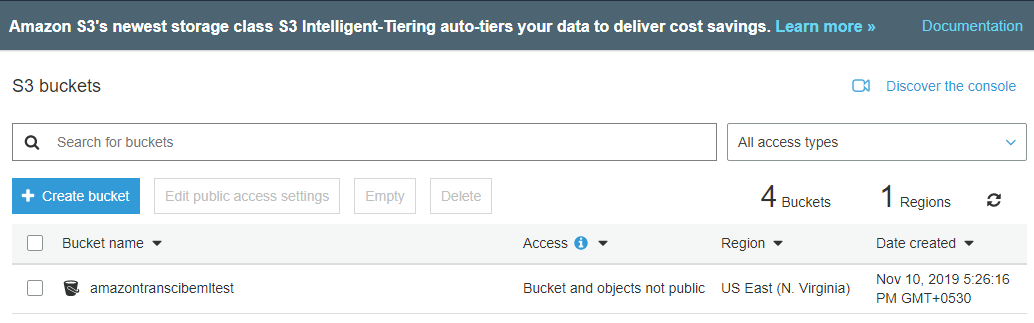 Amazon S3's newest storage class S3 Intelligent-Tiering auto-tiers your data to deliver cost savings. Learn more » Documentation
S3 buckets Discover the console
Search for buckets All access types
Create bucket Edit public access settings Empty Delete 4 Buckets 1 Regions
Bucket name Access Region Date created
amazontranscibemltest Bucket and objects not public US East (N. Virginia) Nov 10, 2019 5:26:16
PM GMT+0530